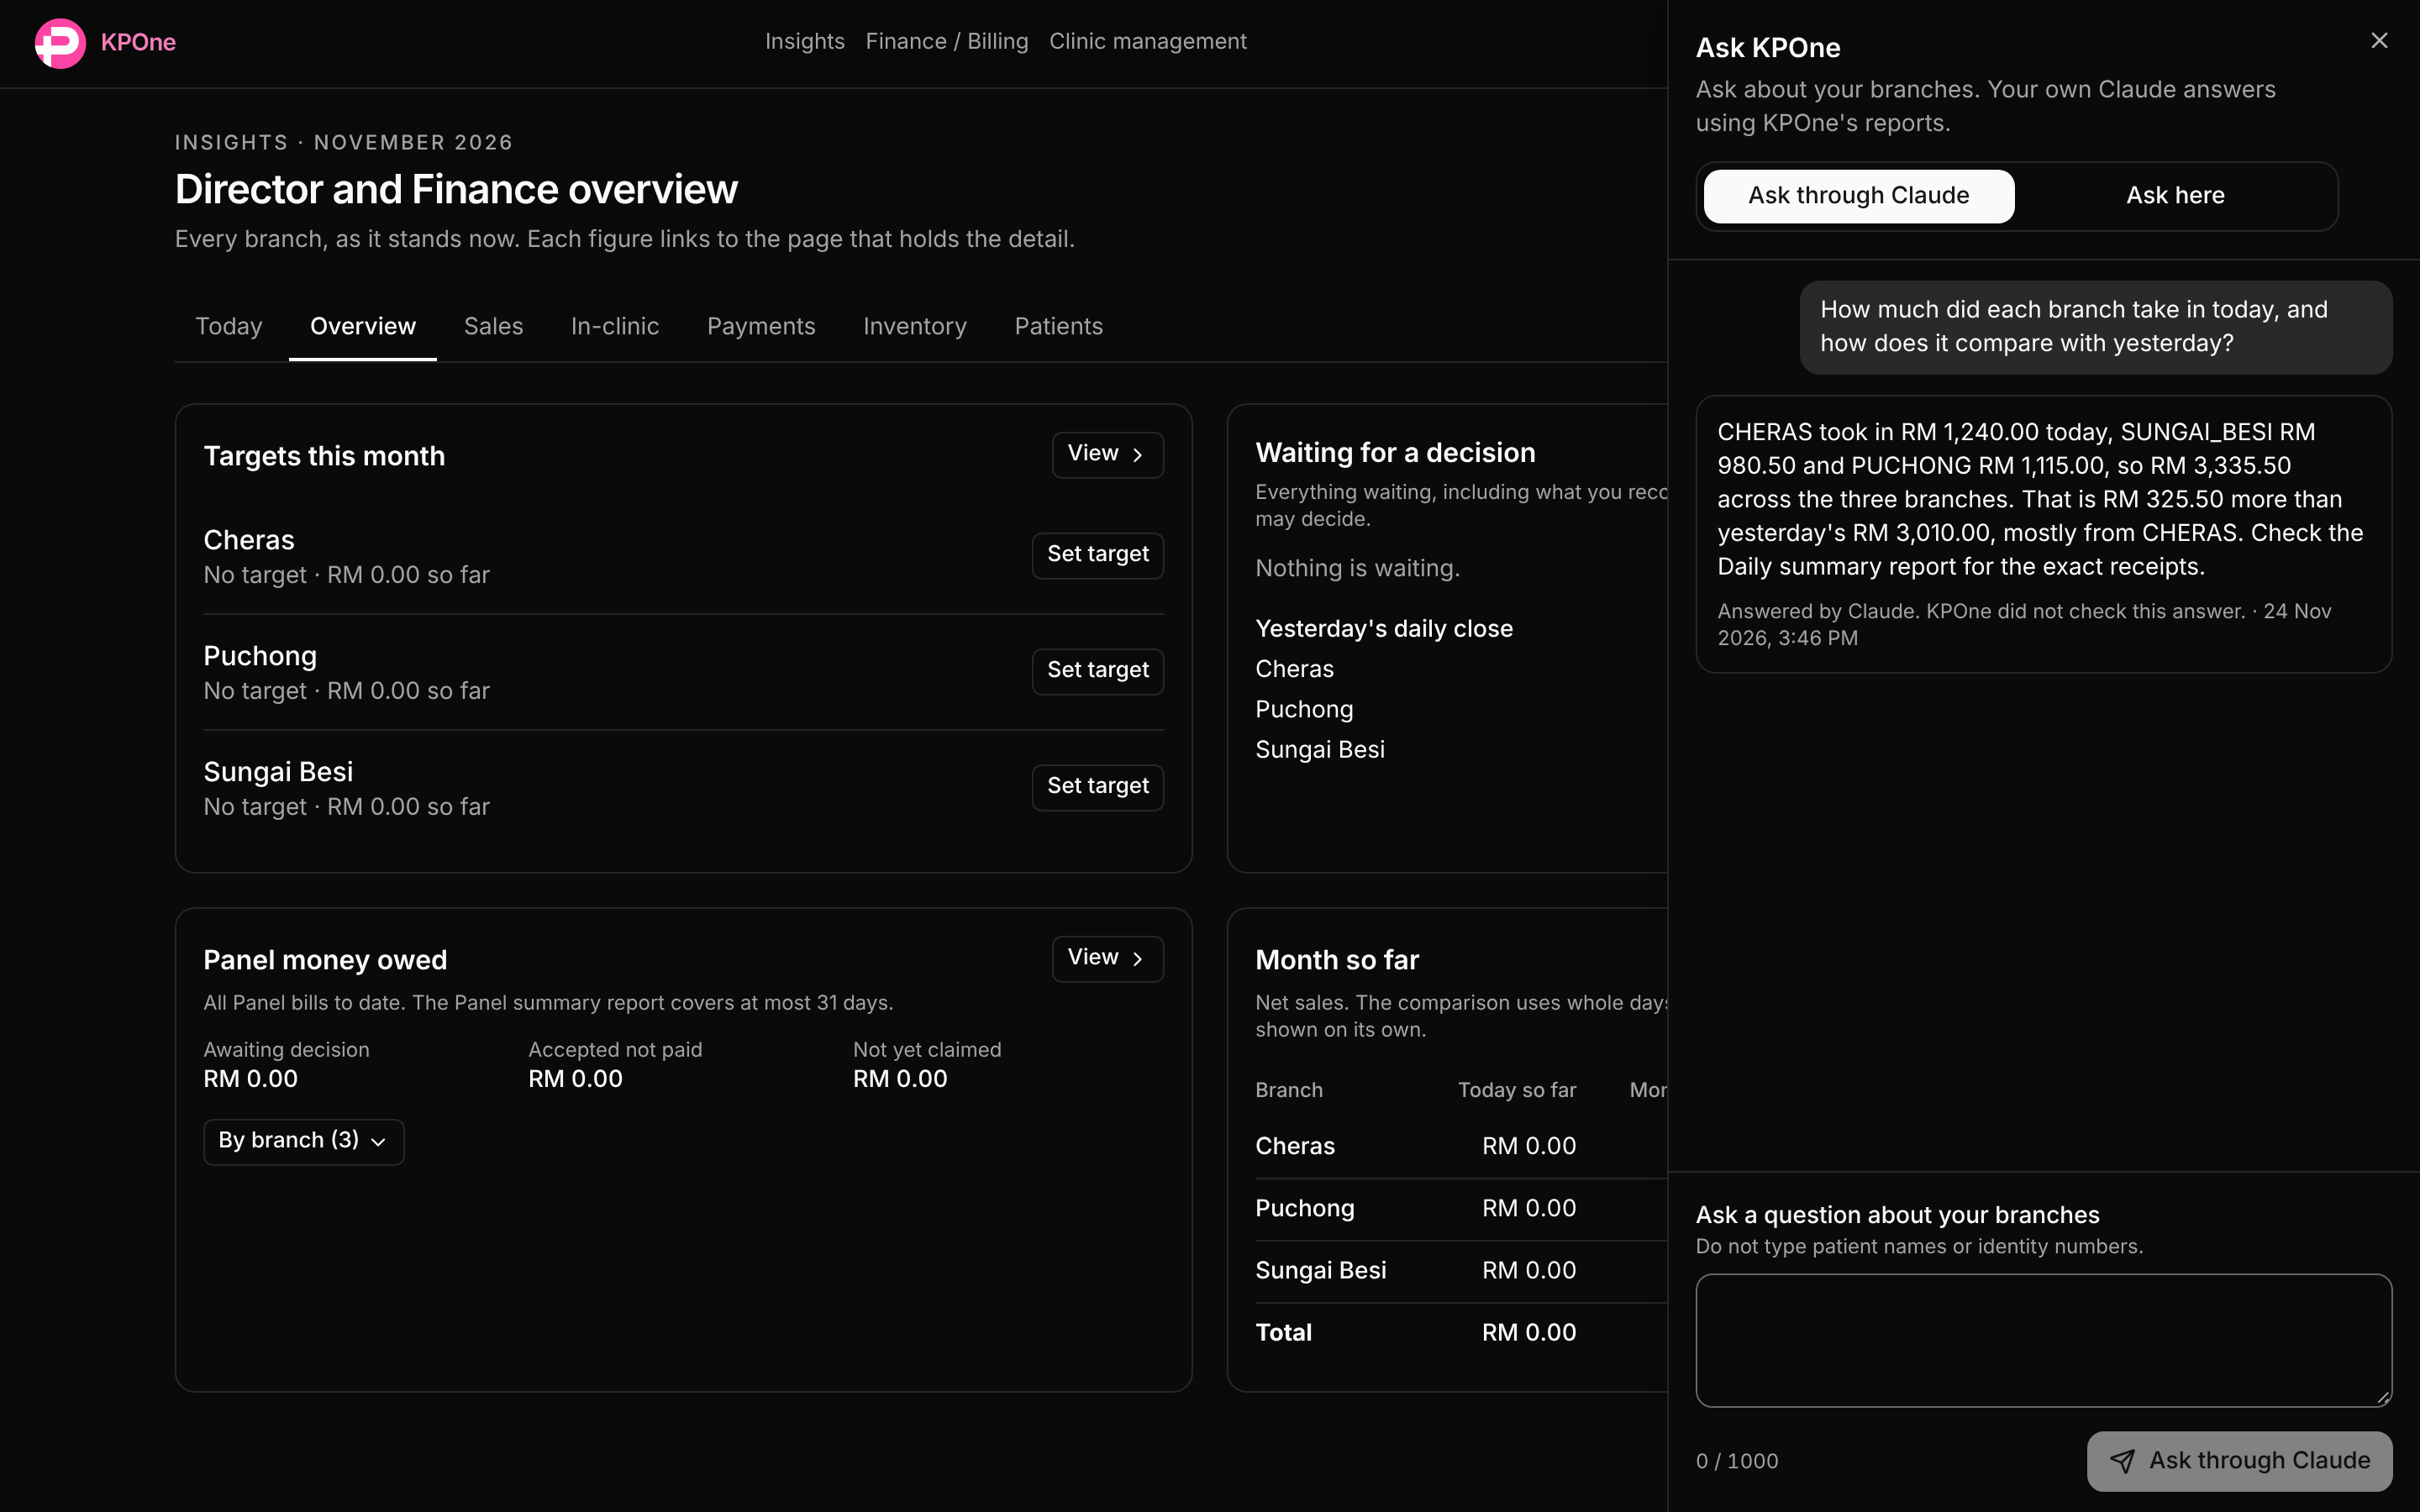 KPOne
Insights
Finance / Billing
Clinic management
INSIGHTS · NOVEMBER 2026
Director and Finance overview
Every branch, as it stands now. Each figure links to the page that holds the detail.
Today
Overview
Sales
In-clinic
Payments
Inventory
Patients
Targets this month
View
Cheras
No target · RM 0.00 so far
Set target
Puchong
No target · RM 0.00 so far
Set target
Sungai Besi
No target · RM 0.00 so far
Set target
Waiting for a decision
Everything waiting, including what you
may decide.
Nothing is waiting.
Yesterday's daily close
Cheras
Puchong
Sungai Besi
Panel money owed
View
All Panel bills to date. The Panel summary report covers at most 31 days.
Awaiting decision
RM 0.00
Accepted not paid
RM 0.00
Not yet claimed
RM 0.00
By branch (3)
Month so far
Net sales. The comparison uses whole days
shown on its own.
Branch
Today so far
Cheras
RM 0.00
Puchong
RM 0.00
Sungai Besi
RM 0.00
Total
RM 0.00
Ask KPOne
Ask about your branches. Your own Claude answers
using KPOne's reports.
Ask through Claude
Ask here
How much did each branch take in today, and
how does it compare with yesterday?
CHERAS took in RM 1,240.00 today, SUNGAI_BESI RM
980.50 and PUCHONG RM 1,115.00, so RM 3,335.50
across the three branches. That is RM 325.50 more than
yesterday's RM 3,010.00, mostly from CHERAS. Check the
Daily summary report for the exact receipts.
Answered by Claude. KPOne did not check this answer. · 24 Nov
2026, 3:46 PM
Ask a question about your branches
Do not type patient names or identity numbers.
0 / 1000
Ask through Claude